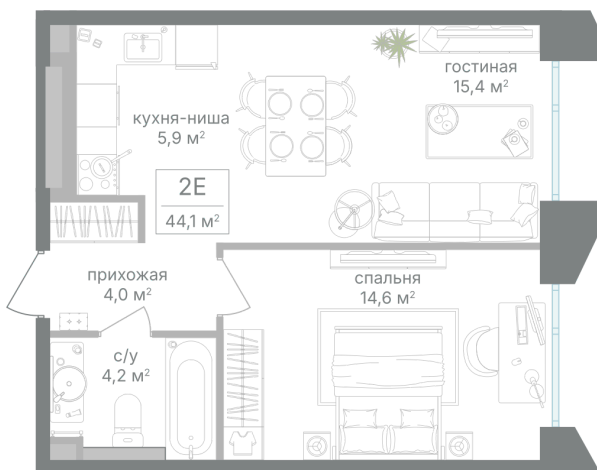 гостиная
15,4 м²
кухня-ниша
5,9 м²
2Е
44,1 м²
прихожая
4,0 м²
спальня
14,6 м²
с/у
4,2 м²